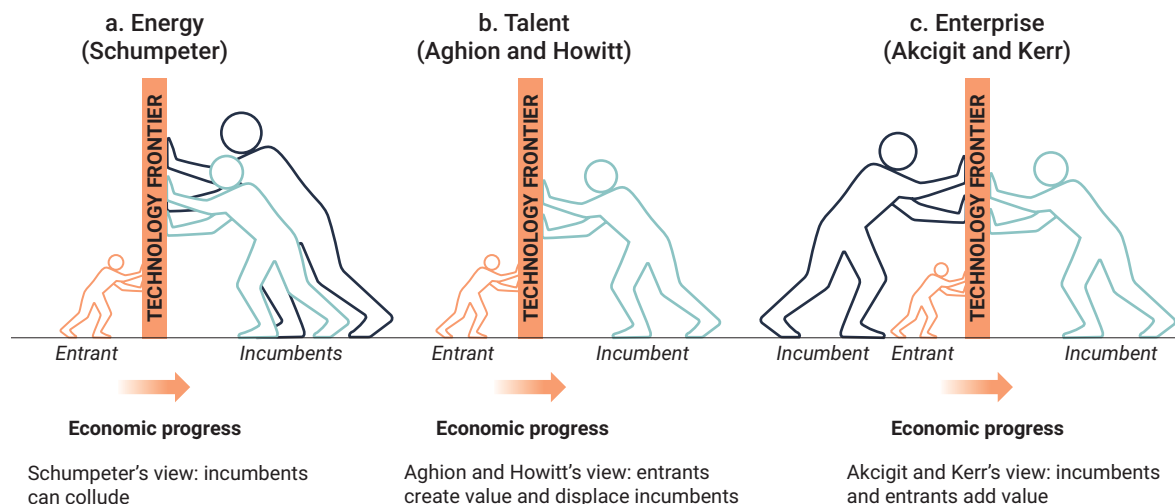 a. Energy
(Schumpeter)
TECHNOLOGY FRONTIER
Entrant
Incumbents
Economic progress
Schumpeter's view: incumbents
can collude
b. Talent
(Aghion and Howitt)
TECHNOLOGY FRONTIER
Entrant
Incumbent
Economic progress
Aghion and Howitt's view: entrants
create value and displace incumbents
c. Enterprise
(Akcigit and Kerr)
TECHNOLOGY FRONTIER
Incumbent
Entrant
Incumbent
Economic progress
Akcigit and Kerr's view: incumbents
and entrants add value